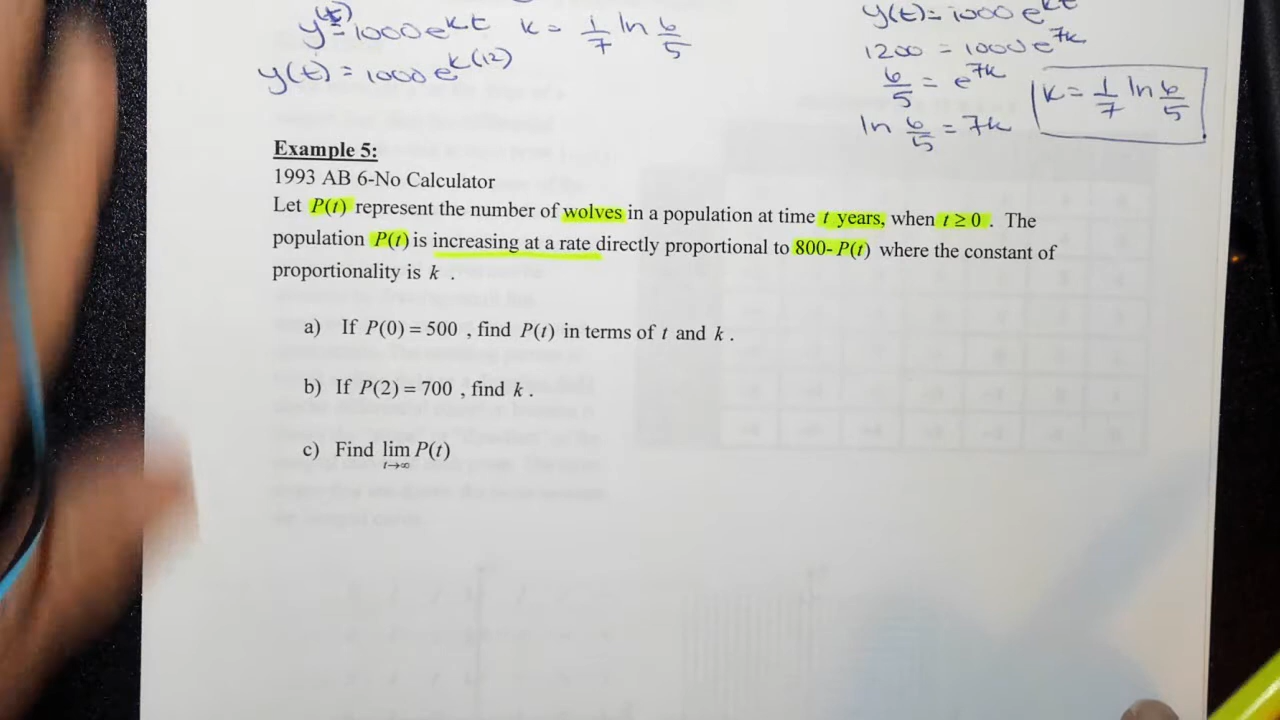 y(t) = 1000e^kt k = 1/7 ln 6/5
y(t) = 1000e^k(12)
y(t) = 1000e^kt
1200 = 1000e^7k
6/5 = e^7k
ln 6/5 = 7k
k = 1/7 ln 6/5
Example 5:
1993 AB 6-No Calculator
Let P(t) represent the number of wolves in a population at time t years, when t ≥ 0 . The
population P(t) is increasing at a rate directly proportional to 800- P(t) where the constant of
proportionality is k .
a) If P(0) = 500 , find P(t) in terms of t and k .
b) If P(2) = 700 , find k .
c) Find lim P(t)
t→∞